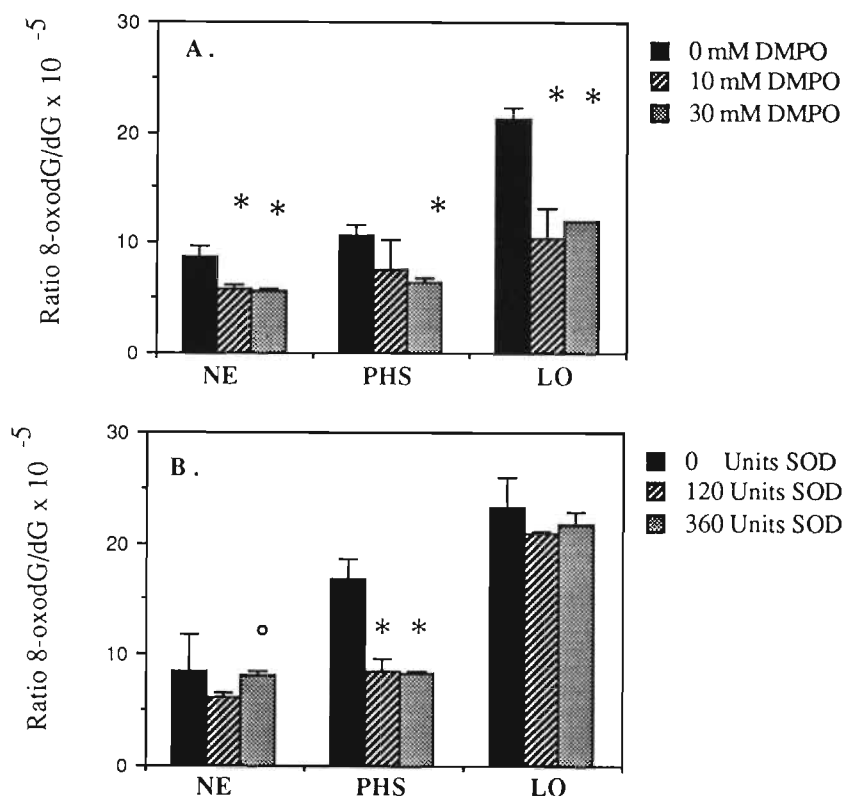 30
20
10
0
Ratio 8-oxodG/dG x 10 -5
A .
* *
*
* *
NE PHS LO
0 mM DMPO
10 mM DMPO
30 mM DMPO
30
20
10
0
Ratio 8-oxodG/dG x 10 -5
B .
°
* *
NE PHS LO
0 Units SOD
120 Units SOD
360 Units SOD